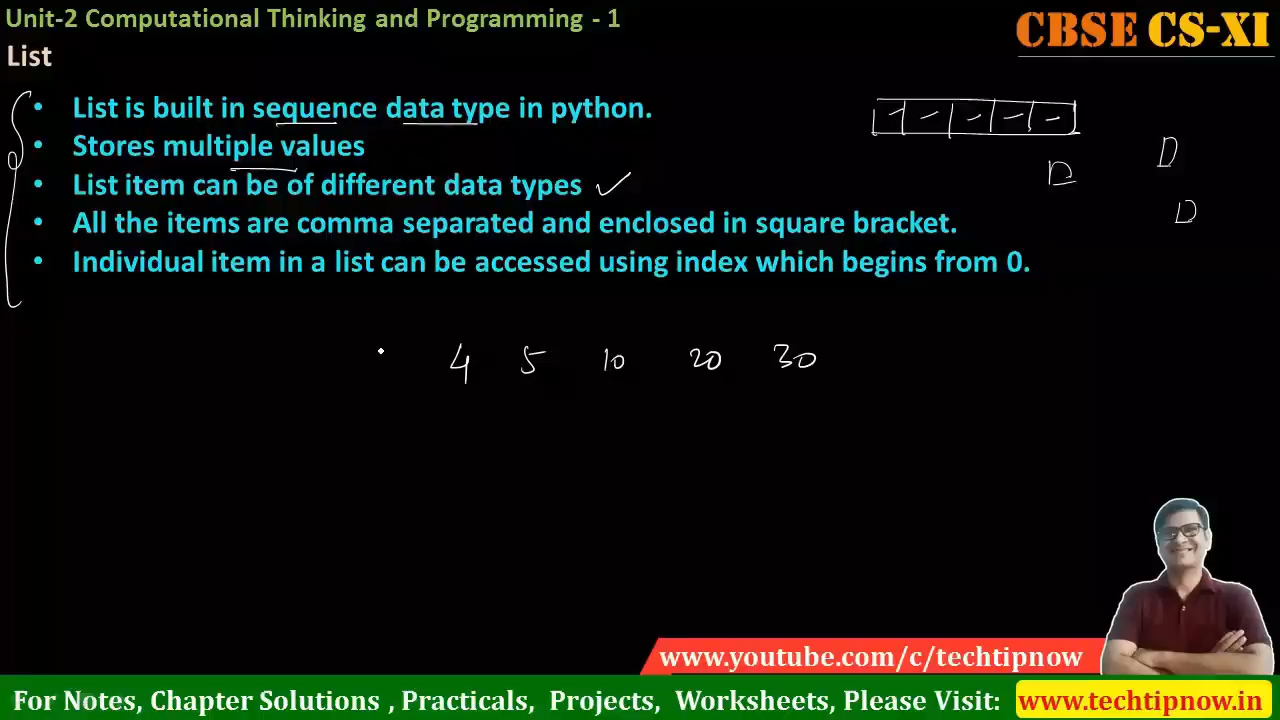 Unit-2 Computational Thinking and Programming - 1
CBSE CS-XI
List
• List is built in sequence data type in python.
• Stores multiple values
• List item can be of different data types
• All the items are comma separated and enclosed in square bracket.
• Individual item in a list can be accessed using index which begins from 0.
D
D
D
4 5 10 20 30
www.youtube.com/c/techtipnow
For Notes, Chapter Solutions , Practicals, Projects, Worksheets, Please Visit: www.techtipnow.in